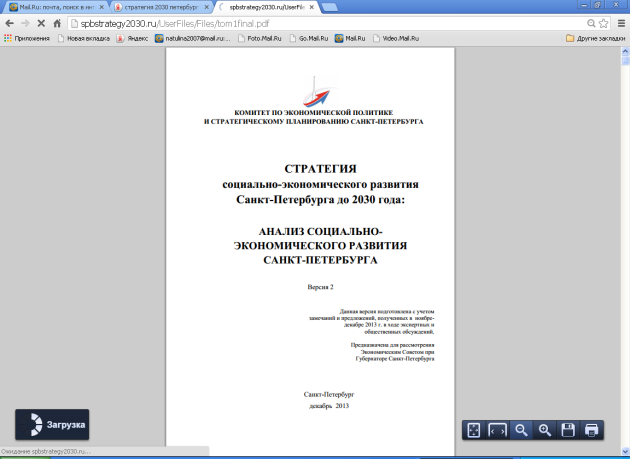 Mail.Ru: почта, поиск в инт
стратегия 2030 петербург
spbstrategy2030.ru/UserFil
spbstrategy2030.ru/UserFiles/Files/tom1final.pdf
Приложения
Новая вкладка
Яндекс
natulina2007@mail.ru:...
Foto.Mail.Ru
Go.Mail.Ru
Mail.Ru
Video.Mail.Ru
Другие закладки
КОМИТЕТ ПО ЭКОНОМИЧЕСКОЙ ПОЛИТИКЕ
И СТРАТЕГИЧЕСКОМУ ПЛАНИРОВАНИЮ САНКТ-ПЕТЕРБУРГА
СТРАТЕГИЯ
социально-экономического развития
Санкт-Петербурга до 2030 года:
АНАЛИЗ СОЦИАЛЬНО-
ЭКОНОМИЧЕСКОГО РАЗВИТИЯ
САНКТ-ПЕТЕРБУРГА
Версия 2
Данная версия подготовлена с учетом
замечаний и предложений, полученных в ноябре-
декабре 2013 г. в ходе экспертных и
общественных обсуждений.
Предназначена для рассмотрения
Экономическим Советом при
Губернаторе Санкт-Петербурга
Санкт-Петербург
декабрь 2013
Загрузка
Ожидание spbstrategy2030.ru...